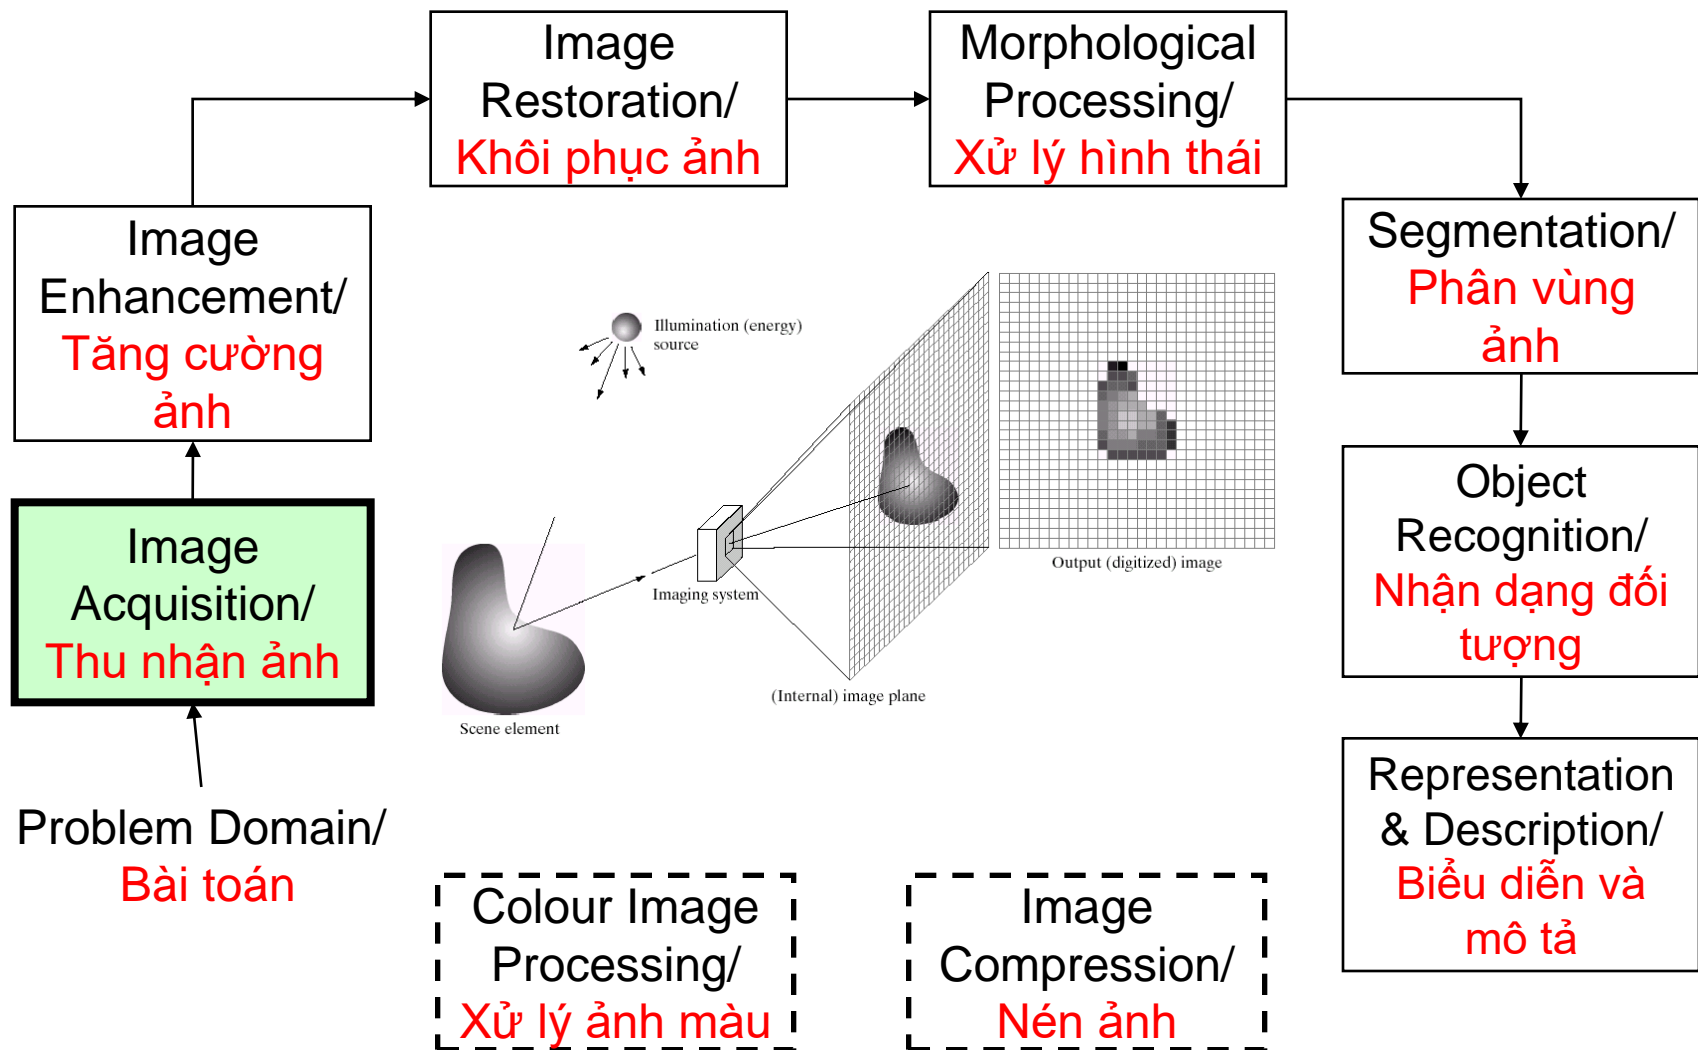 Image
Restoration/
Khôi phục ảnh
Morphological
Processing/
Xử lý hình thái
Image
Enhancement/
Tăng cường
ảnh
Segmentation/
Phân vùng
ảnh
Illumination (energy)
source
Output (digitized) image
Imaging system
(Internal) image plane
Scene element
Image
Acquisition/
Thu nhận ảnh
Object
Recognition/
Nhận dạng đối
tượng
Problem Domain/
Bài toán
Representation
& Description/
Biểu diễn và
mô tả
Colour Image
Processing/
Xử lý ảnh màu
Image
Compression/
Nén ảnh